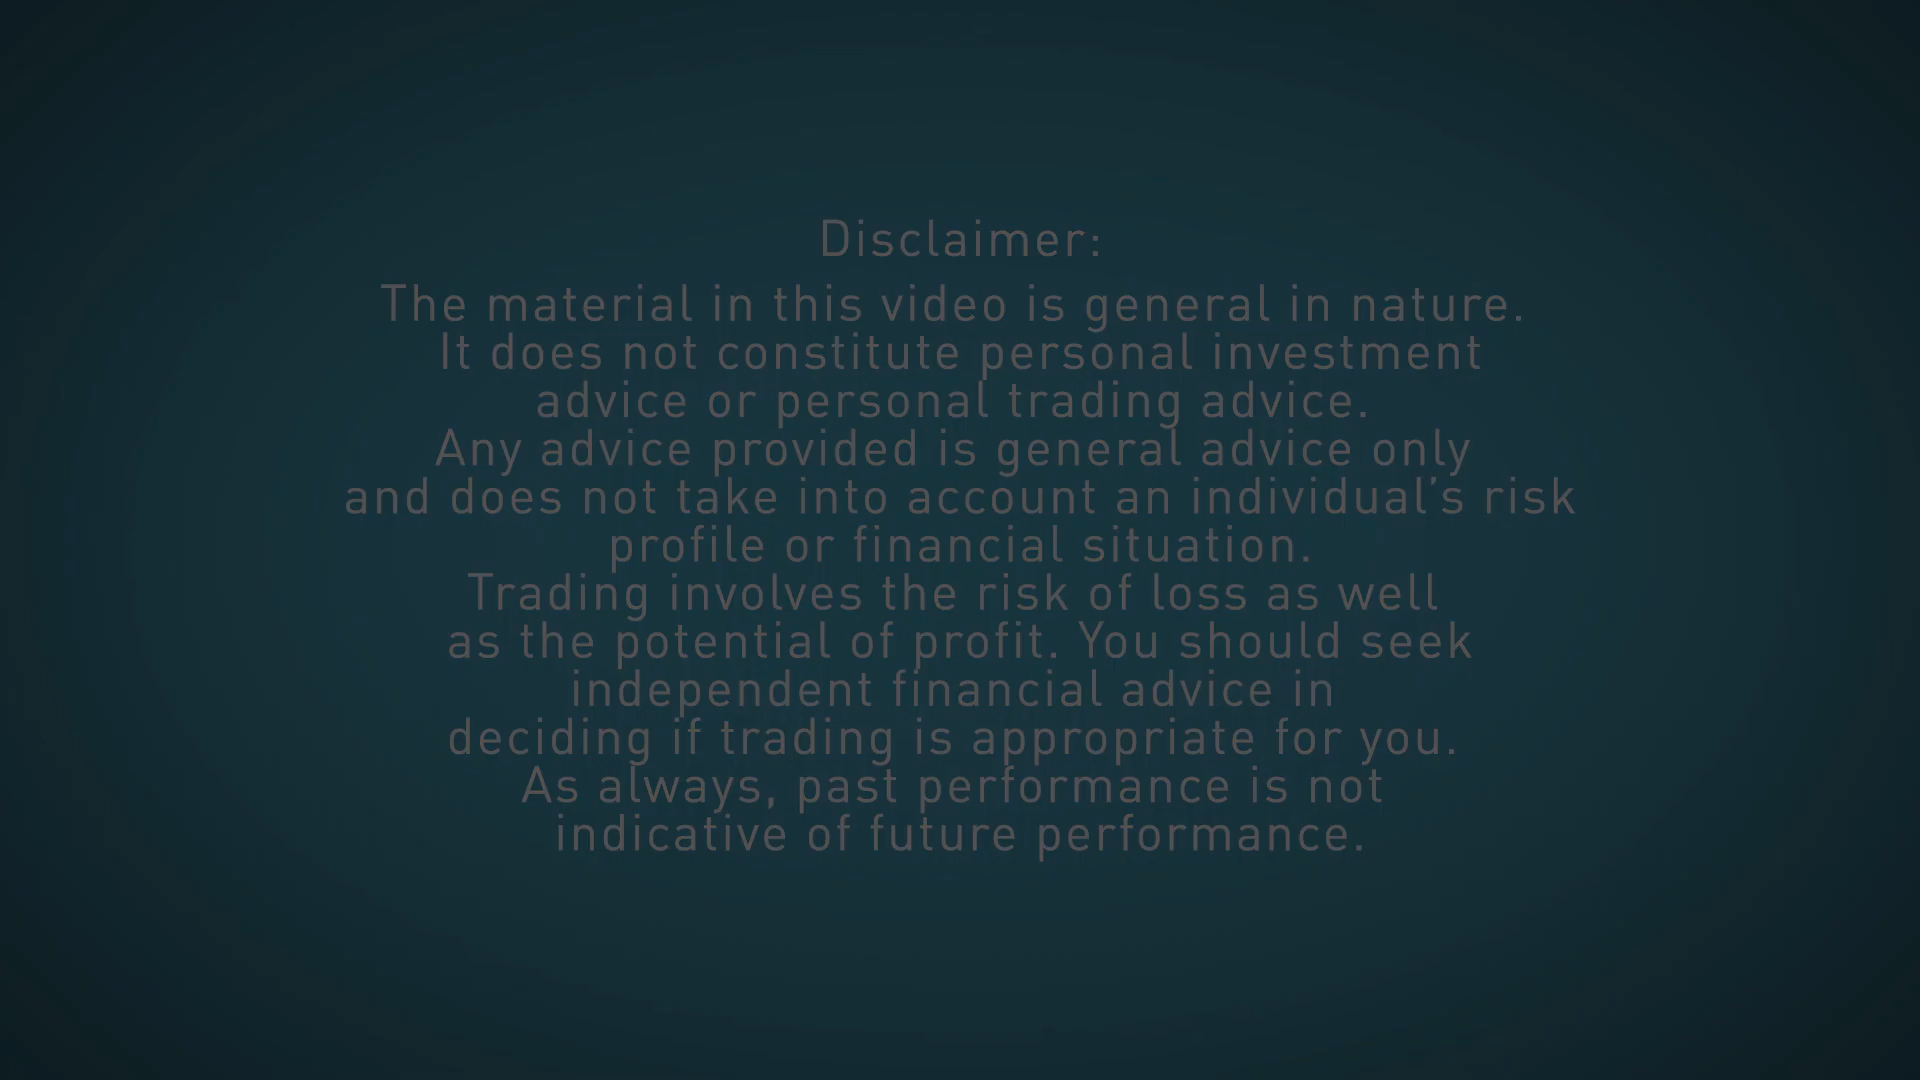 Disclaimer:
The material in this video is general in nature.
It does not constitute personal investment
advice or personal trading advice.
Any advice provided is general advice only
and does not take into account an individual’s risk
profile or financial situation.
Trading involves the risk of loss as well
as the potential of profit. You should seek
independent financial advice in
deciding if trading is appropriate for you.
As always, past performance is not
indicative of future performance.